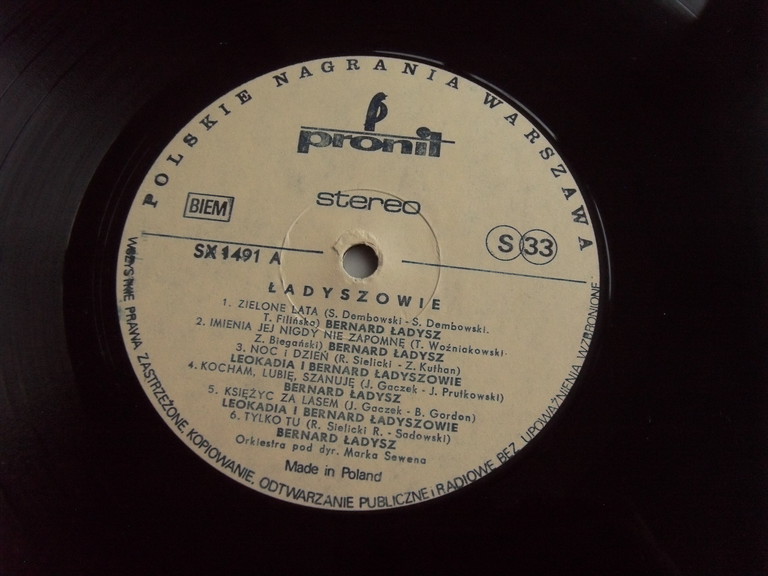 POLSKIE NAGRANIA WARSZAWA
pronit
stereo
BIEM
S 33
SX 1491 A
ŁADYSZOWIE
1. ZIELONE LATA (S. Dembowski - S. Dembowski.
T. Filińsko) BERNARD ŁADYSZ
2. IMIENIA JEJ NIGDY NIE ZAPOMNĘ (T. Woźniakowski-
Z. Biegański) BERNARD ŁADYSZ
3. NOC I DZIEŃ (R. Sielicki - Z. Kuthan)
LEOKADIA I BERNARD ŁADYSZOWIE
4. KOCHAM, LUBIĘ, SZANUJĘ (J. Gaczek - J. Prutkowski)
BERNARD ŁADYSZ
5. KSIĘŻYC ZA LASEM (J. Gaczek - B. Gordon)
LEOKADIA I BERNARD ŁADYSZOWIE
6. TYLKO TU (R. Sielicki R. - Sadowski)
BERNARD ŁADYSZ
Orkiestra pod dyr. Marka Sewena
Made in Poland
WSZYSTKIE PRAWA ZASTRZEŻONE. KOPIOWANIE, ODTWARZANIE PUBLICZNE i RADIOWE BEZ UPOWAŻNIENIA WZBRONIONE